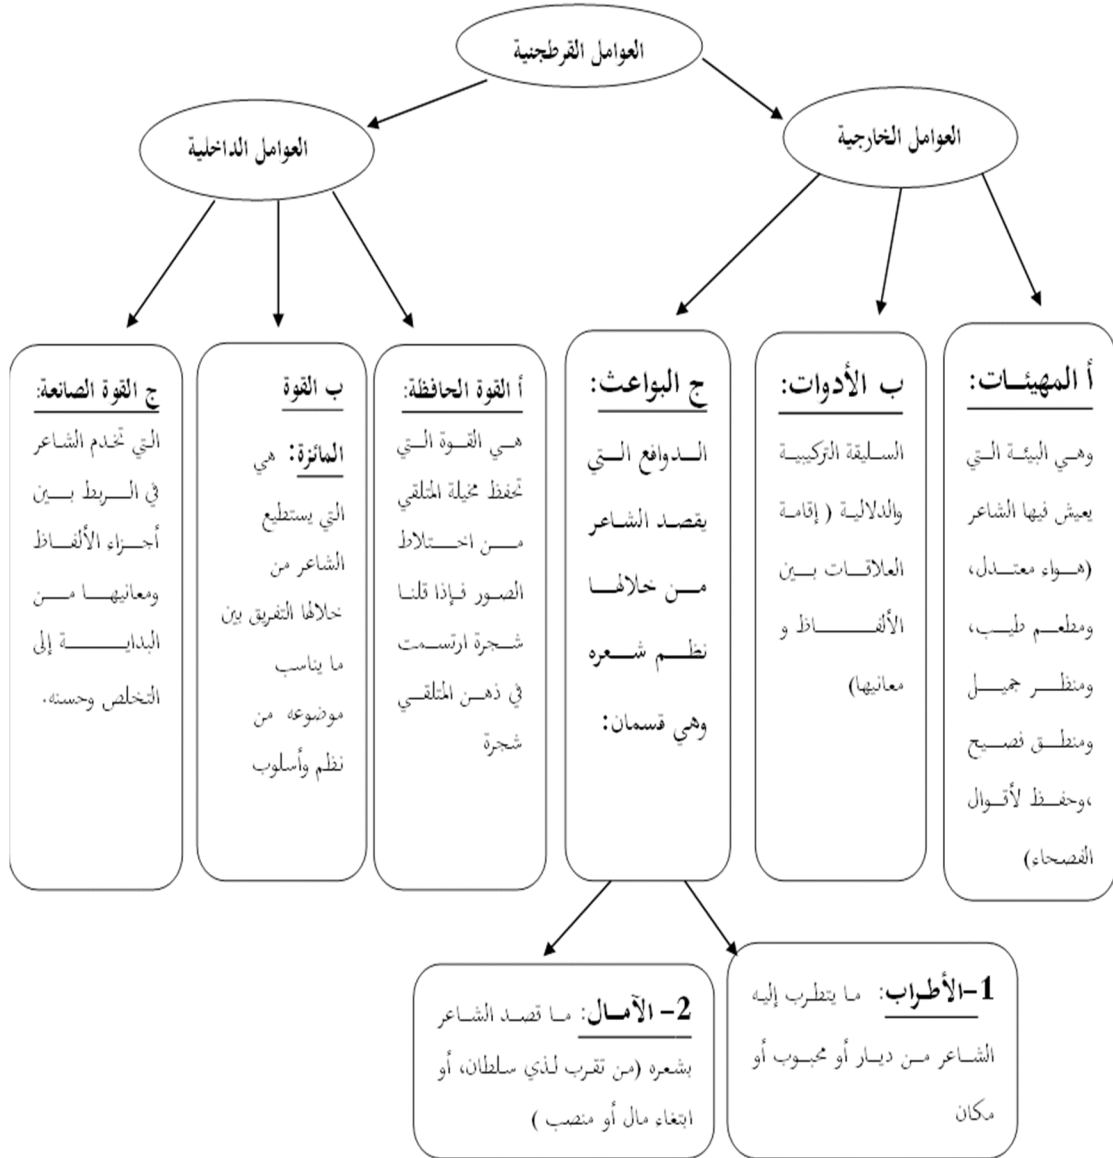 العوامل القرطجنية
العوامل الخارجية
العوامل الداخلية
أ المهيئات:
وهي البيئة التي
يعيش فيها الشاعر
(هواء معتدل،
ومطعم طيب،
ومنظر جميل
ومنطق فصيح
،وحفظ لأقوال
الفصحاء)
ب الأدوات:
السليقة التركيبية
والدلالية ( إقامة
العلاقات بين
الألفاظ و
معانيها)
ج البواعث:
الدوافع التي
يقصد الشاعر
من خلالها
نظم شعره
وهي قسمان:
أ القوة الحافظة:
هي القوة التي
تحفظ مخيلة المتلقي
من اختلاط
الصور فإذا قلنا
شجرة ارتسمت
في ذهن المتلقي
شجرة
ب القوة
المائزة: هي
التي يستطيع
الشاعر من
خلالها التفريق بين
ما يناسب
موضوعه من
نظم وأسلوب
ج القوة الصانعة:
التي تخدم الشاعر
في الربط بين
أجزاء الألفاظ
ومعانيها من
البداية إلى
التخلص وحسنه.
1-الأطراب: ما يتطرب إليه
الشاعر من ديار أو محبوب أو
مكان
2- الآمال: ما قصد الشاعر
بشعره (من تقرب لذي سلطان، أو
ابتغاء مال أو منصب )